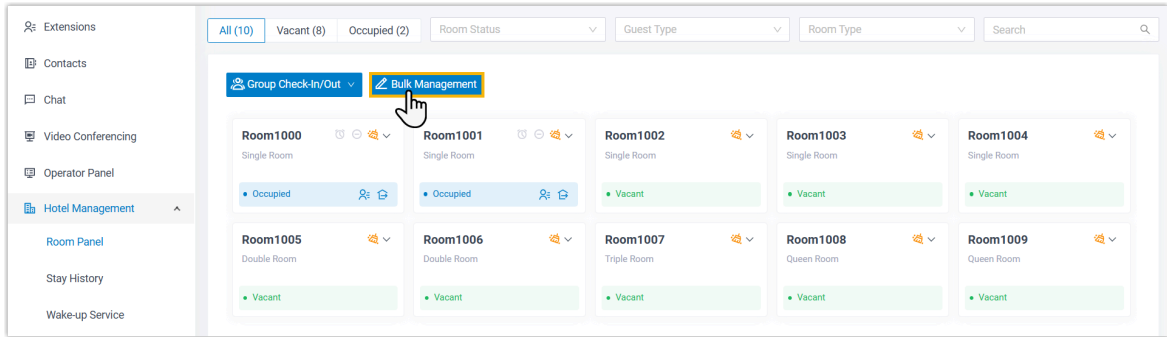 Extensions
Contacts
Chat
Video Conferencing
Operator Panel
Hotel Management
Room Panel
Stay History
Wake-up Service
All (10) Vacant (8) Occupied (2) Room Status Guest Type Room Type Search
Group Check-In/Out Bulk Management
Room1000 Room1001 Room1002 Room1003 Room1004
Single Room Single Room Single Room Single Room Single Room
Occupied Occupied Vacant Vacant Vacant
Room1005 Room1006 Room1007 Room1008 Room1009
Double Room Double Room Triple Room Queen Room Queen Room
Vacant Vacant Vacant Vacant Vacant